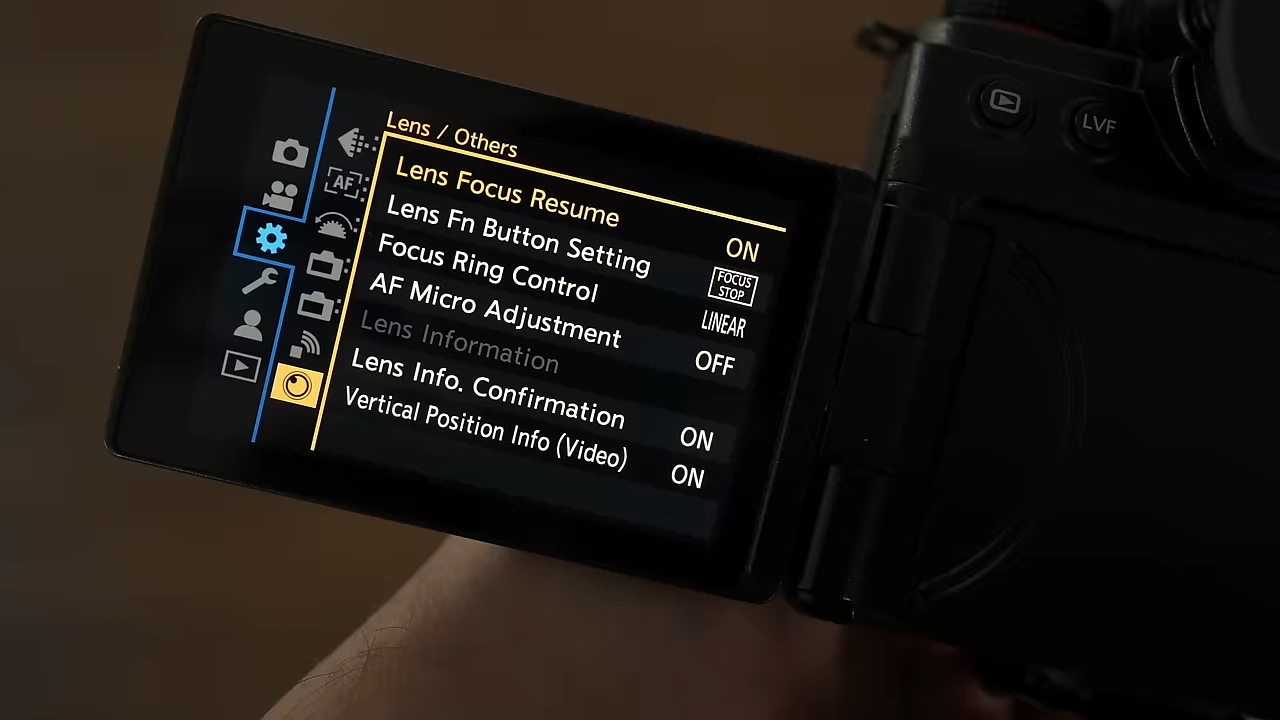 LVF
Lens / Others
Lens Focus Resume ON
Lens Fn Button Setting FOCUS STOP
Focus Ring Control LINEAR
AF Micro Adjustment OFF
Lens Information
Lens Info. Confirmation ON
Vertical Position Info (Video) ON
AF